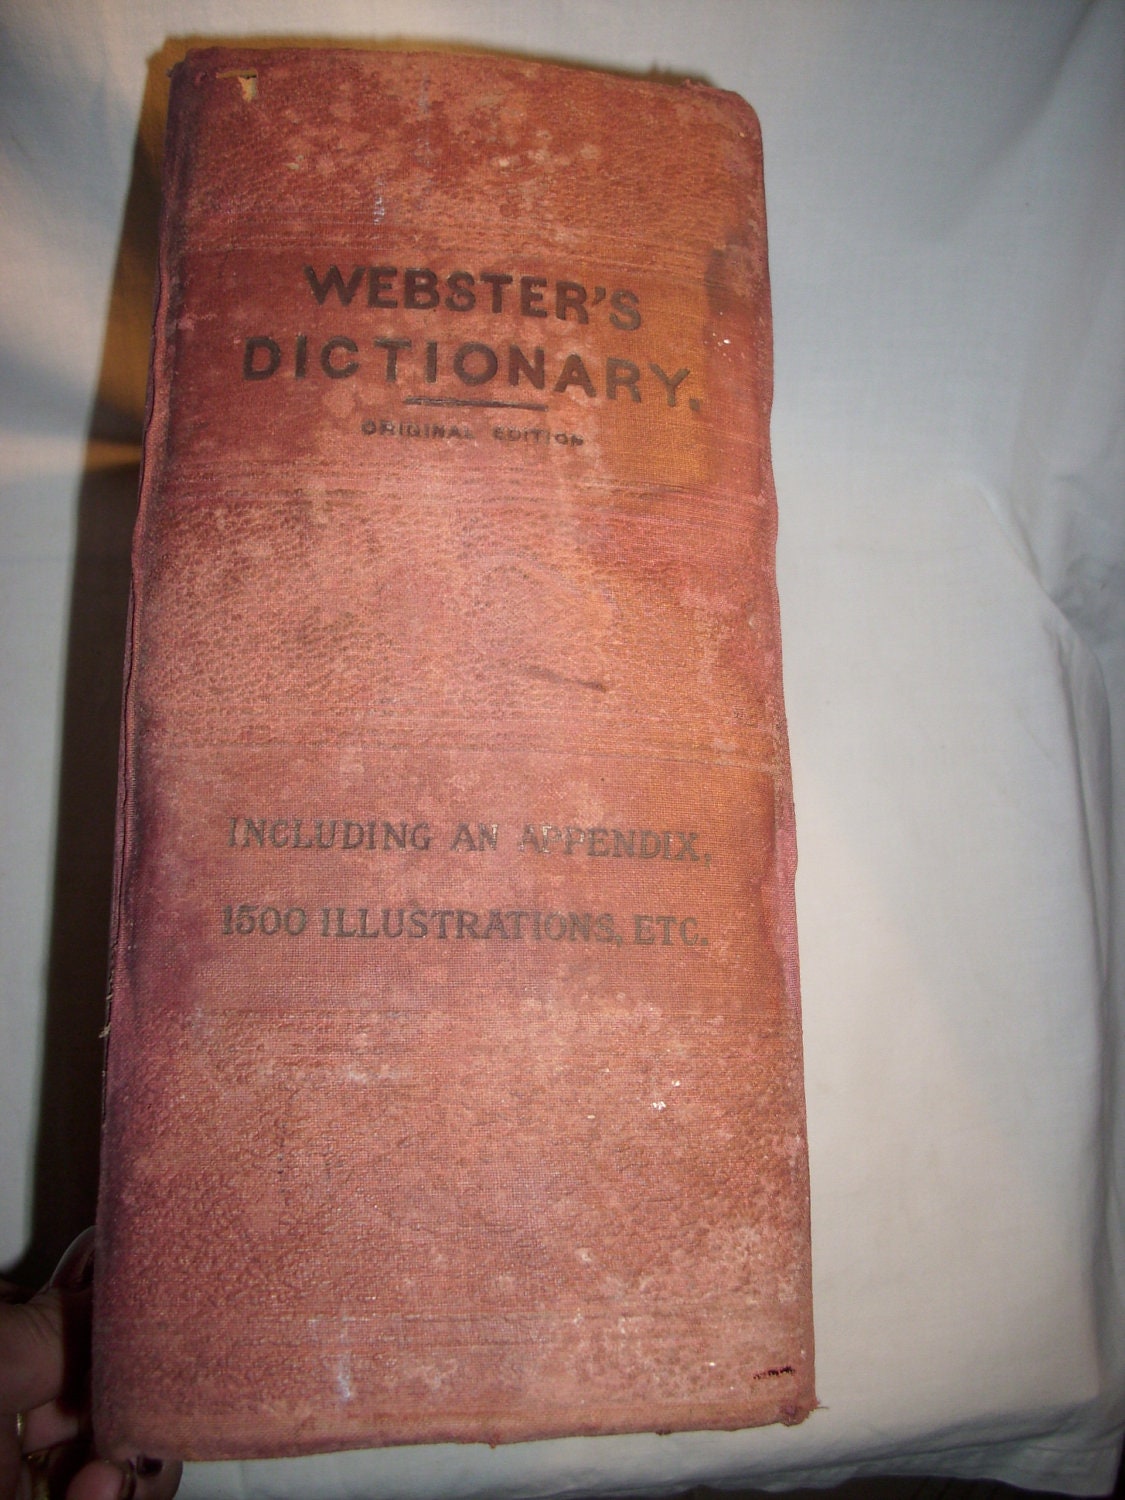 WEBSTER'S
DICTIONARY.
ORIGINAL EDITION
INCLUDING AN APPENDIX,
1500 ILLUSTRATIONS, ETC.